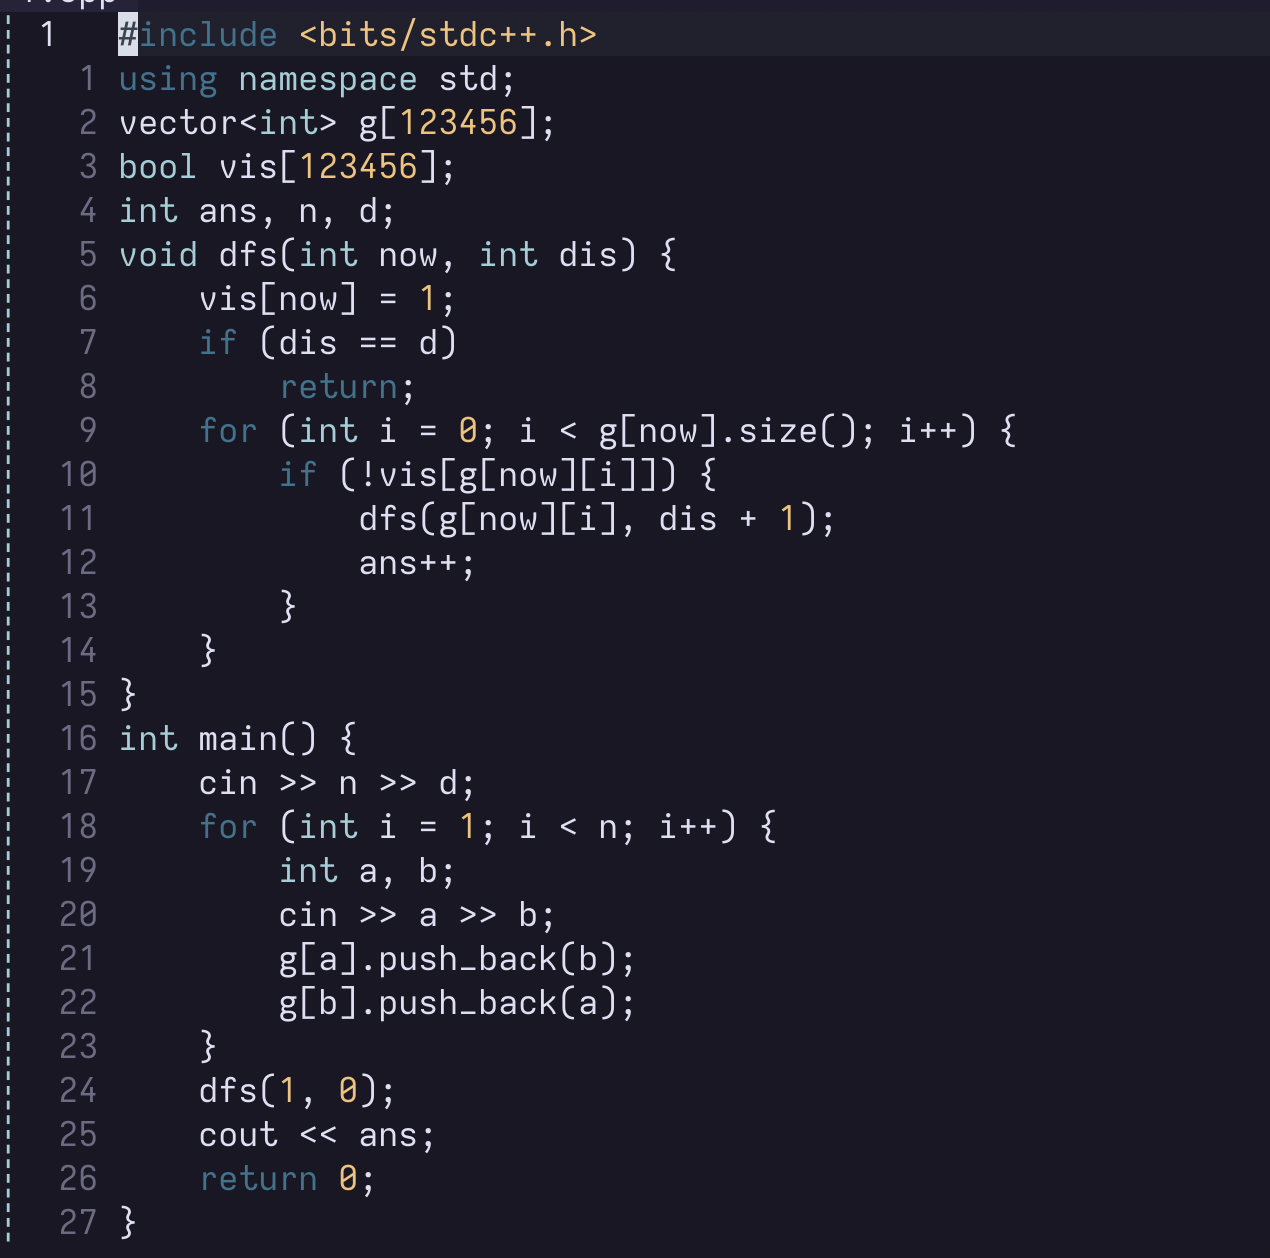 1 #include <bits/stdc++.h>
1 using namespace std;
2 vector<int> g[123456];
3 bool vis[123456];
4 int ans, n, d;
5 void dfs(int now, int dis) {
6     vis[now] = 1;
7     if (dis == d)
8         return;
9     for (int i = 0; i < g[now].size(); i++) {
10         if (!vis[g[now][i]]) {
11             dfs(g[now][i], dis + 1);
12             ans++;
13         }
14     }
15 }
16 int main() {
17     cin >> n >> d;
18     for (int i = 1; i < n; i++) {
19         int a, b;
20         cin >> a >> b;
21         g[a].push_back(b);
22         g[b].push_back(a);
23     }
24     dfs(1, 0);
25     cout << ans;
26     return 0;
27 }